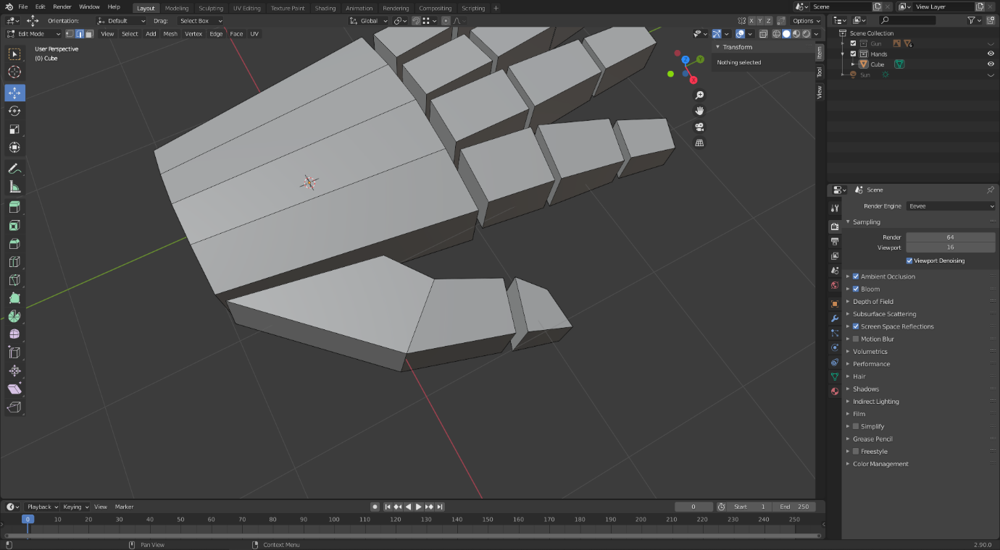 File Edit Render Window Help Layout Modeling Sculpting UV Editing Texture Paint Shading Animation Rendering Compositing Scripting + Scene View Layer
Orientation: Default Drag: Select Box Global X Y Z Options
Edit Mode View Select Add Mesh Vertex Edge Face UV
User Perspective
(0) Cube
Transform
Nothing selected
Item
Tool
View
Z
Y
X
Scene Collection
Gun 6
Hands
Cube
Sun
Scene
Render Engine Eevee
Sampling
Render 64
Viewport 16
Viewport Denoising
Ambient Occlusion
Bloom
Depth of Field
Subsurface Scattering
Screen Space Reflections
Motion Blur
Volumetrics
Performance
Hair
Shadows
Indirect Lighting
Film
Simplify
Grease Pencil
Freestyle
Color Management
Playback Keying View Marker 0 Start 1 End 250
0 10 20 30 40 50 60 70 80 90 100 110 120 130 140 150 160 170 180 190 200 210 220 230 240 250
Pan View Context Menu 2.90.0